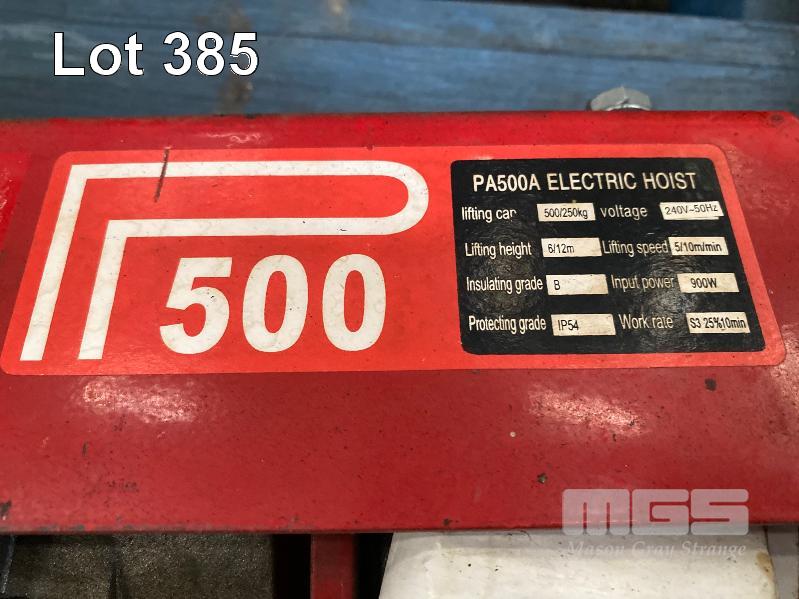 Lot 385
P 500
PA500A ELECTRIC HOIST
lifting cap 500/250kg voltage 240V~50Hz
Lifting height 6/12m Lifting speed 5/10m/min
Insulating grade B Input power 900W
Protecting grade IP54 Work rate S3 25%10min
MGS
Mason Gray Strange